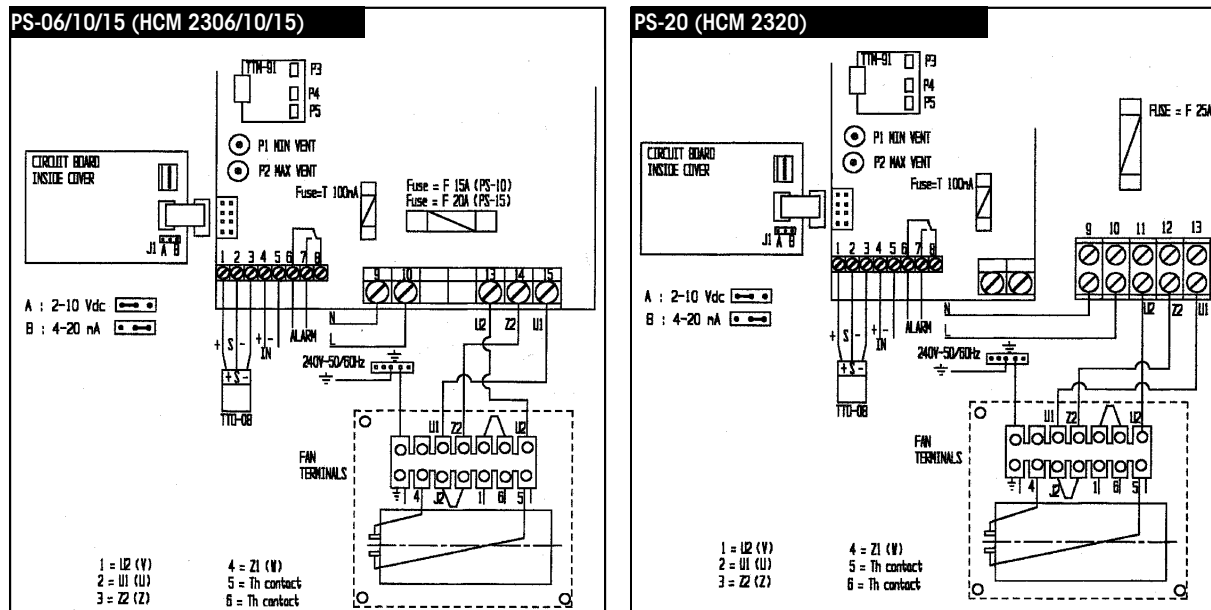 PS-06/10/15 (HCM 2306/10/15)
TTM-91
P3
P4
P5
P1 MIN VENT
P2 MAX VENT
CIRCUIT BOARD
INSIDE COVER
Fuse=T 100mA
Fuse = F 15A (PS-10)
Fuse = F 20A (PS-15)
J1
A B
1 2 3 4 5 6 7 8
9 10 13 14 15
A : 2-10 Vdc
B : 4-20 mA
+ S -
+ -
IN
ALARM
N
L
U2 Z2 U1
240V-50/60Hz
+ S -
TTO-08
U1 Z2 U2
FAN
TERMINALS
4 J2 1 6 5
1 = U2 (V)
2 = U1 (U)
3 = Z2 (Z)
4 = Z1 (W)
5 = Th contact
6 = Th contact
PS-20 (HCM 2320)
TTM-91
P3
P4
P5
FUSE = F 25A
P1 MIN VENT
P2 MAX VENT
CIRCUIT BOARD
INSIDE COVER
Fuse=T 100mA
J1
A B
1 2 3 4 5 6 7 8
9 10 11 12 13
A : 2-10 Vdc
B : 4-20 mA
+ S -
+ -
IN
ALARM
N
L
U2 Z2 U1
240V-50/60Hz
+ S -
TTO-08
U1 Z2 U2
FAN
TERMINALS
4 J2 1 6 5
1 = U2 (V)
2 = U1 (U)
3 = Z2 (Z)
4 = Z1 (W)
5 = Th contact
6 = Th contact